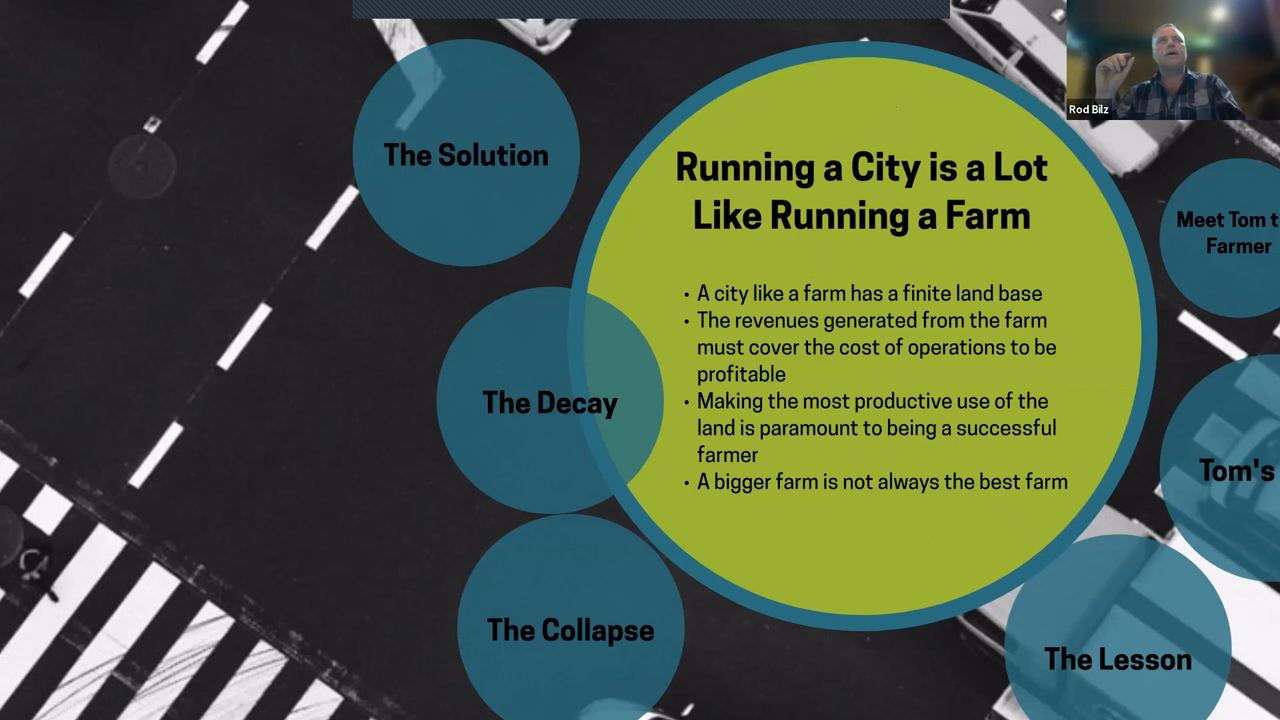 Rod Bilz
The Solution
Running a City is a Lot
Like Running a Farm
• A city like a farm has a finite land base
• The revenues generated from the farm
must cover the cost of operations to be
profitable
• Making the most productive use of the
land is paramount to being a successful
farmer
• A bigger farm is not always the best farm
Meet Tom t
Farmer
The Decay
Tom's
The Collapse
The Lesson